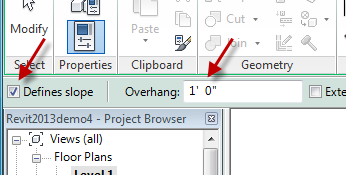 Modify
Cut
Join
Select
Properties
Clipboard
Geometry
Defines slope
Overhang:
1' 0"
Exte
Revit2013demo4 - Project Browser
Views (all)
Floor Plans
Level 1